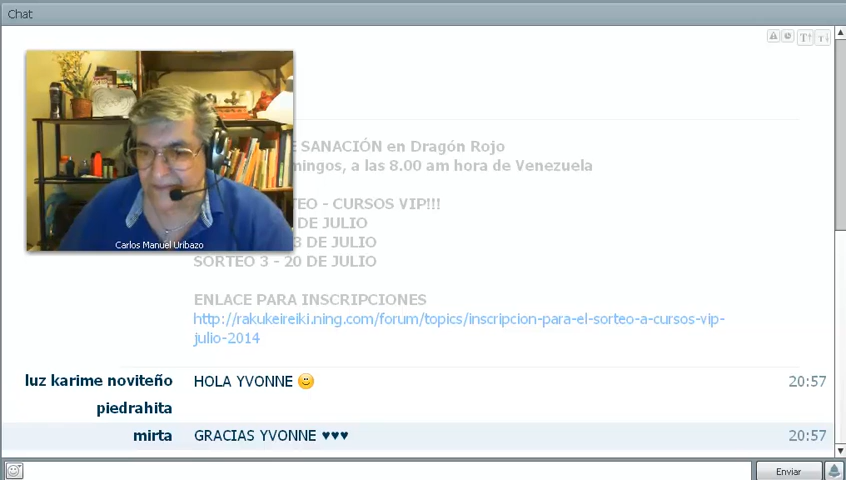 Chat
E SANACIÓN en Dragón Rojo
mingos, a las 8.00 am hora de Venezuela
TEO - CURSOS VIP!!!
DE JULIO
3 DE JULIO
SORTEO 3 - 20 DE JULIO
ENLACE PARA INSCRIPCIONES
http://rakukeireiki.ning.com/forum/topics/inscripcion-para-el-sorteo-a-cursos-vip-
julio-2014
Carlos Manuel Uribazo
luz karime noviteño HOLA YVONNE 20:57
piedrahita
mirta GRACIAS YVONNE ♥♥♥ 20:57
Enviar